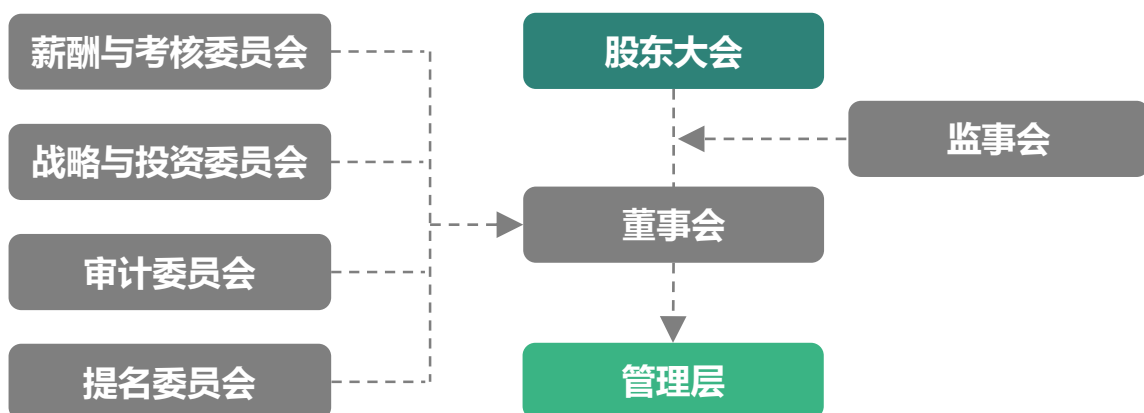 薪酬与考核委员会
股东大会
监事会
战略与投资委员会
董事会
审计委员会
管理层
提名委员会